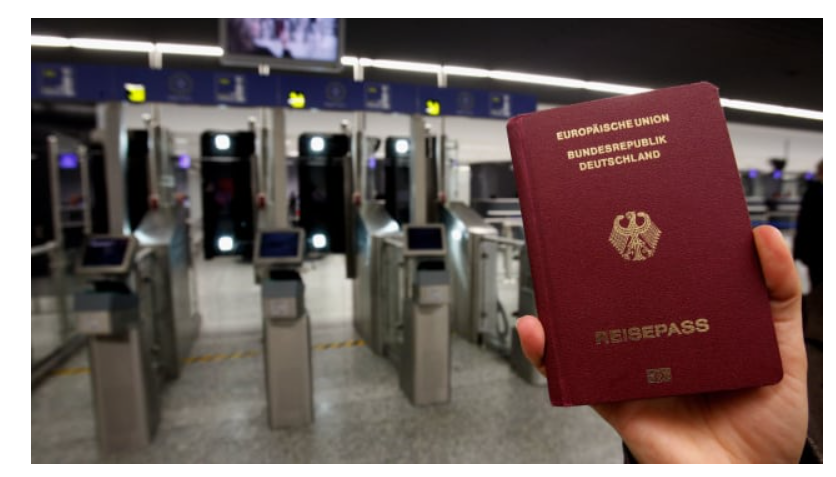 EUROPÄISCHE UNION
BUNDESREPUBLIK
DEUTSCHLAND
REISEPASS